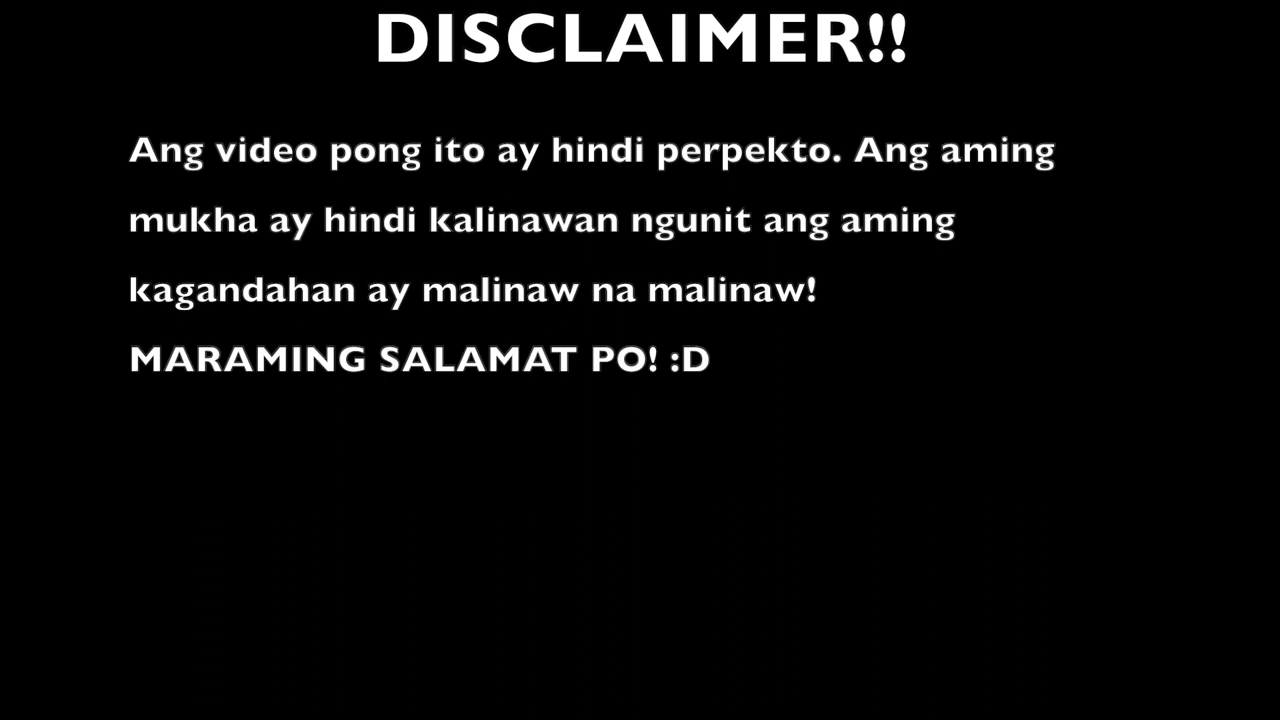 DISCLAIMER!!
Ang video pong ito ay hindi perpekto. Ang aming
mukha ay hindi kalinawan ngunit ang aming
kagandahan ay malinaw na malinaw!
MARAMING SALAMAT PO! :D